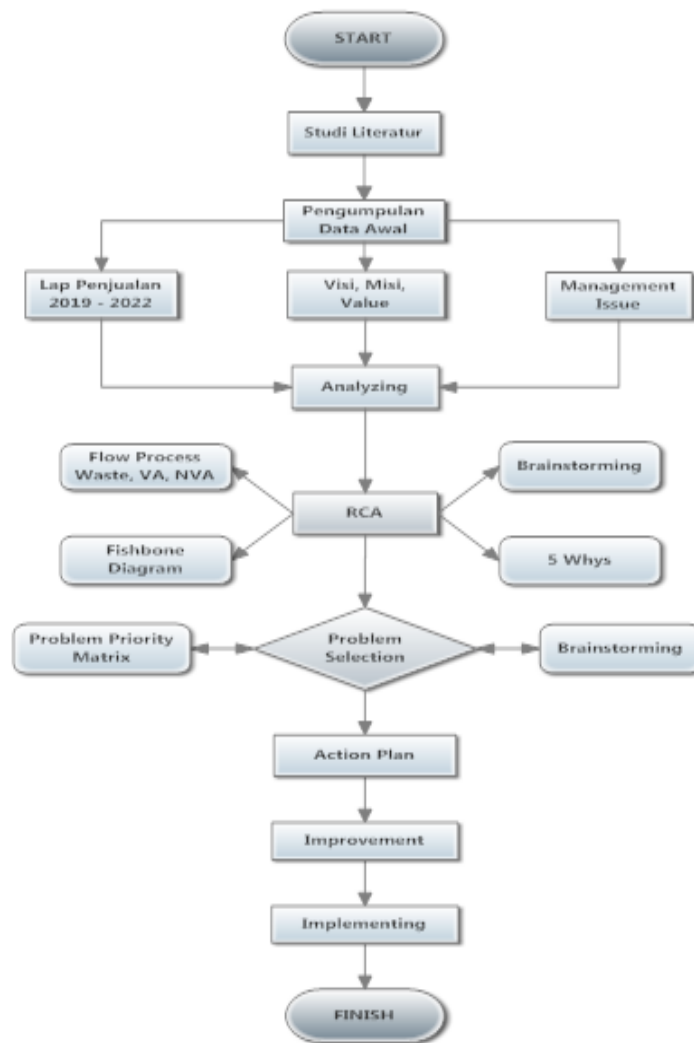 START
Studi Literatur
Pengumpulan
Data Awal
Lap Penjualan
2019 - 2022
Visi, Misi,
Value
Management
Issue
Analyzing
Flow Process
Waste, VA, NVA
Brainstorming
RCA
Fishbone
Diagram
5 Whys
Problem Priority
Matrix
Problem
Selection
Brainstorming
Action Plan
Improvement
Implementing
FINISH